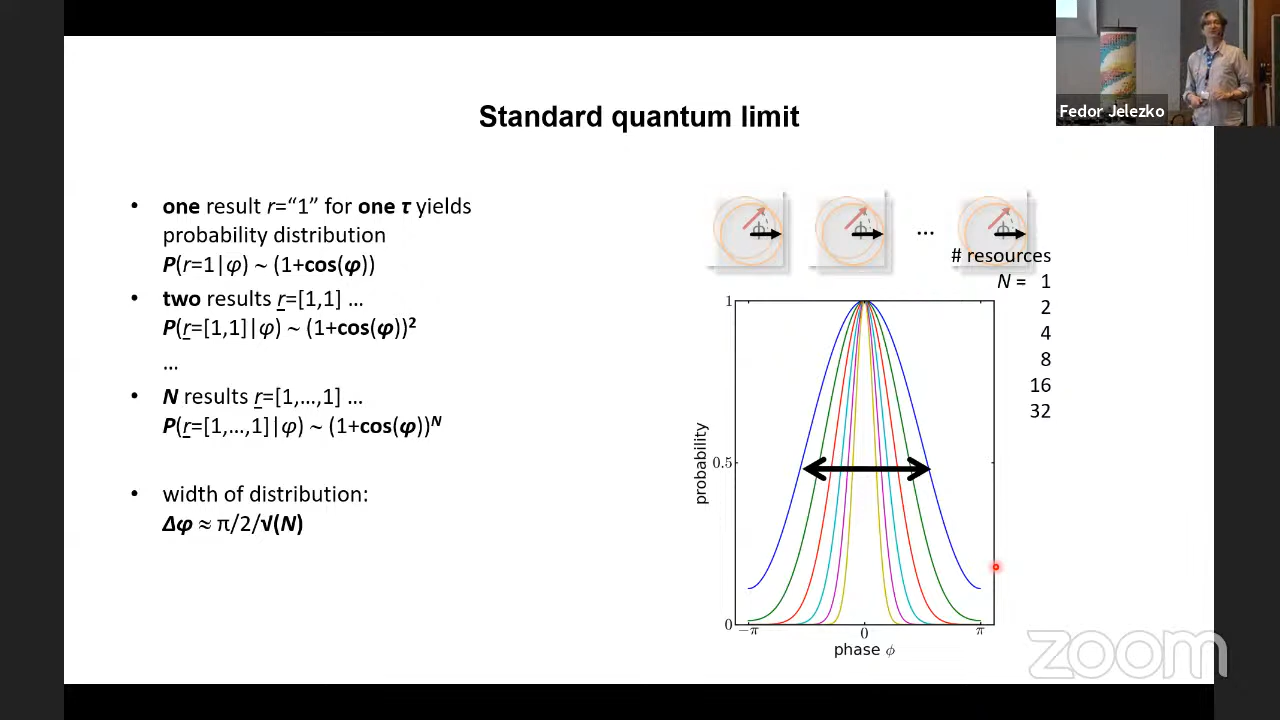 Standard quantum limit
Fedor Jelezko
• one result r=“1” for one τ yields
probability distribution
P(r=1|φ) ~ (1+cos(φ))
• two results r=[1,1] ...
P(r=[1,1]|φ) ~ (1+cos(φ))²
...
• N results r=[1,...,1] ...
P(r=[1,...,1]|φ) ~ (1+cos(φ))ᴺ
• width of distribution:
Δφ ≈ π/2/√(N)
ϕ ϕ ... ϕ
# resources
N = 1
2
4
8
16
32
1
0.5
0
probability
−π 0 π
phase ϕ
zoom